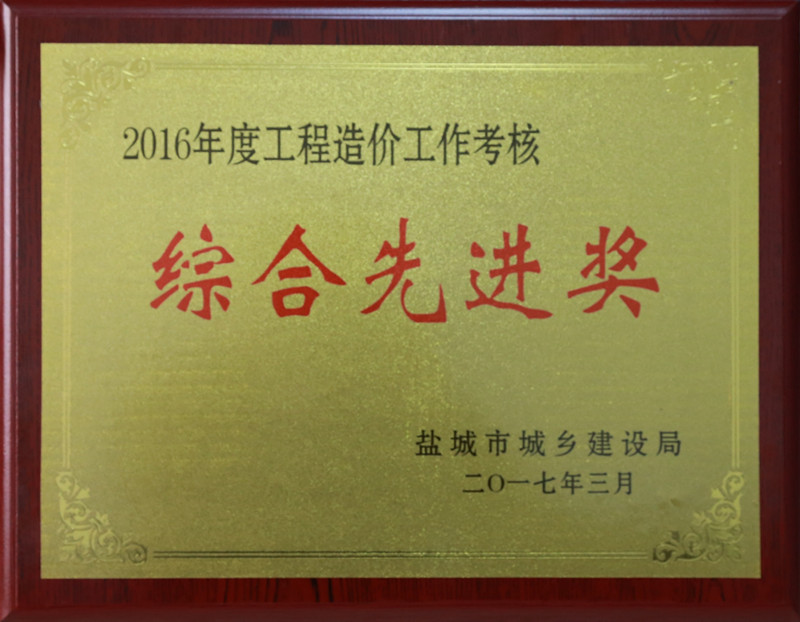 2016年度工程造价工作考核
综合先进奖
盐城市城乡建设局
二〇一七年三月